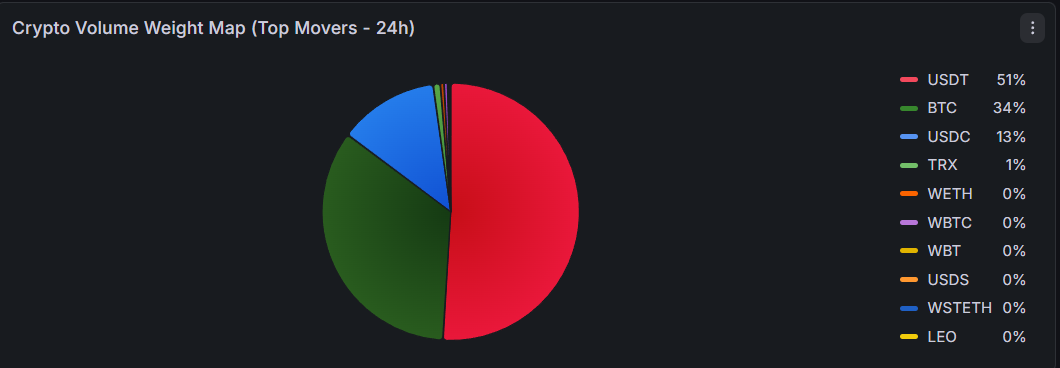 Crypto Volume Weight Map (Top Movers - 24h)
USDT 51%
BTC 34%
USDC 13%
TRX 1%
WETH 0%
WBTC 0%
WBT 0%
USDS 0%
WSTETH 0%
LEO 0%